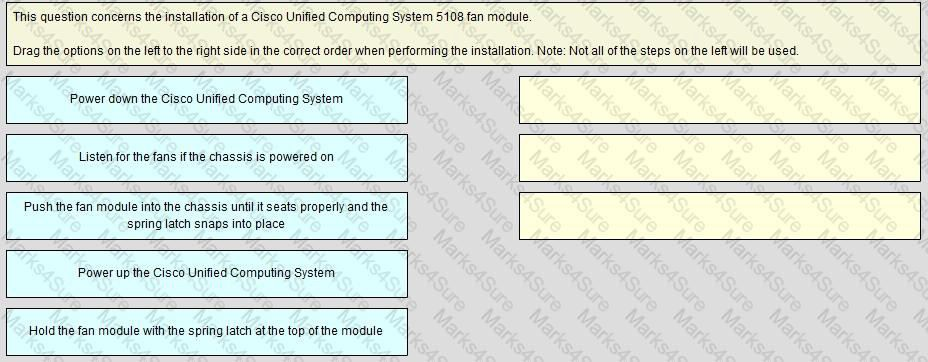 This question concerns the installation of a Cisco Unified Computing System 5108 fan module.
Drag the options on the left to the right side in the correct order when performing the installation. Note: Not all of the steps on the left will be used.
Power down the Cisco Unified Computing System
Listen for the fans if the chassis is powered on
Push the fan module into the chassis until it seats properly and the
spring latch snaps into place
Power up the Cisco Unified Computing System
Hold the fan module with the spring latch at the top of the module
Marks4Sure